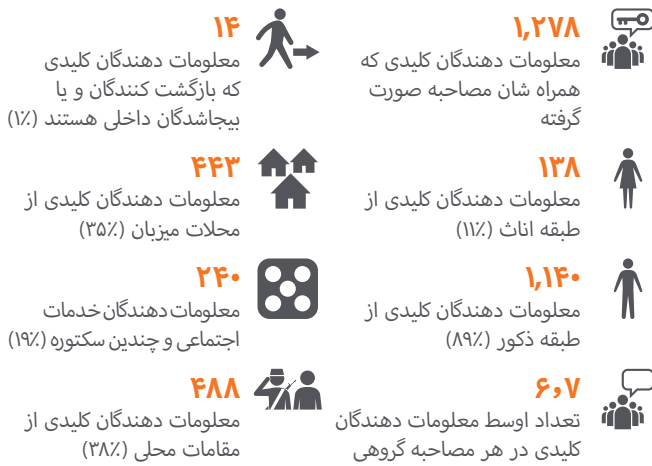 ۱,۲۷۸
معلومات دهندگان کلیدی که
همراه شان مصاحبه صورت
گرفته
۱۳۸
معلومات دهندگان کلیدی از
طبقه اناث (۱۱٪)
۱,۱۴۰
معلومات دهندگان کلیدی از
طبقه ذکور (۸۹٪)
۶,۷
تعداد اوسط معلومات دهندگان
کلیدی در هر مصاحبه گروهی
۱۴
معلومات دهندگان کلیدی
که بازگشت کنندگان و یا
بیجاشدگان داخلی هستند (۱٪)
۴۴۳
معلومات دهندگان کلیدی از
محلات میزبان (۳۵٪)
۲۴۰
معلومات دهندگان خدمات
اجتماعی و چندین سکتوره (۱۹٪)
۴۸۸
معلومات دهندگان کلیدی از
مقامات محلی (۳۸٪)